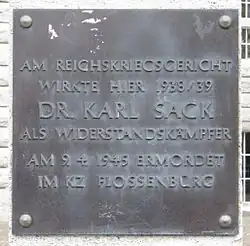 AM REICHSKRIEGSGERICHT
WIRKTE HIER 1938/39
DR. KARL SACK
ALS WIDERSTANDSKÄMPFER
AM 9.4.1945 ERMORDET
IM KZ FLOSSENBÜRG